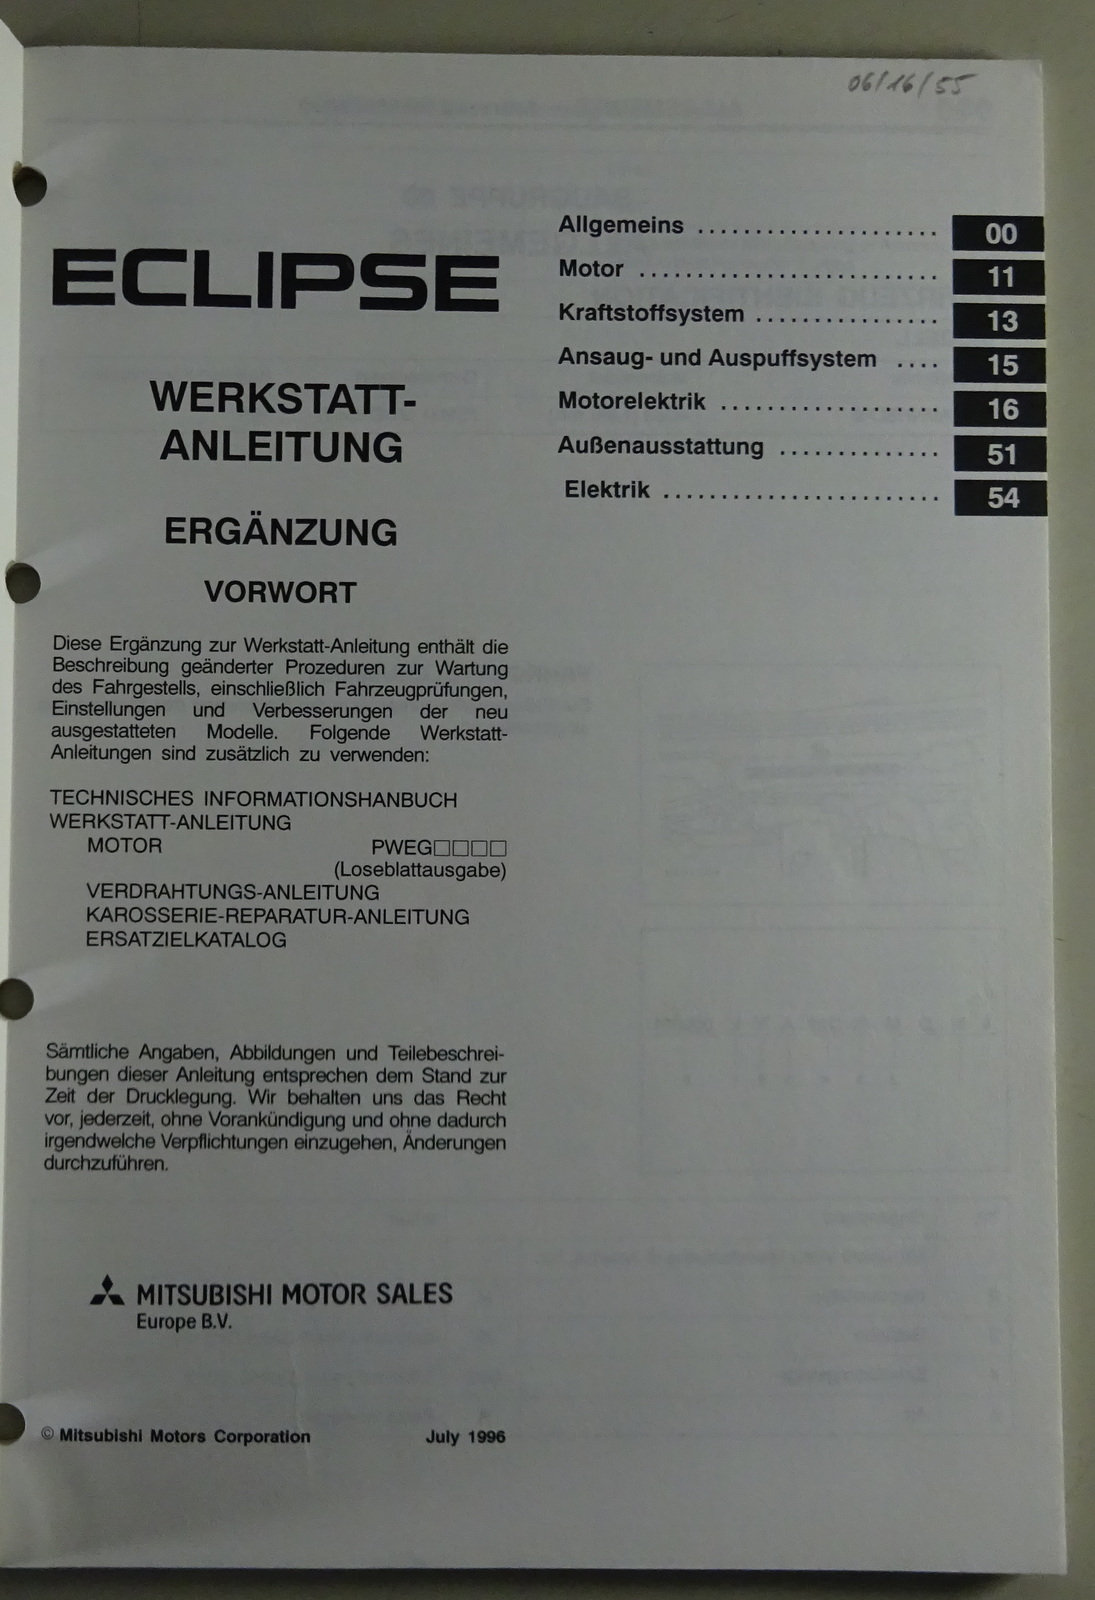 06/16/55
ECLIPSE
WERKSTATT-
ANLEITUNG
ERGÄNZUNG
VORWORT
Diese Ergänzung zur Werkstatt-Anleitung enthält die
Beschreibung geänderter Prozeduren zur Wartung
des Fahrgestells, einschließlich Fahrzeugprüfungen,
Einstellungen und Verbesserungen der neu
ausgestatteten Modelle. Folgende Werkstatt-
Anleitungen sind zusätzlich zu verwenden:
TECHNISCHES INFORMATIONSHANBUCH
WERKSTATT-ANLEITUNG
MOTOR PWEG□□□□
(Loseblattausgabe)
VERDRAHTUNGS-ANLEITUNG
KAROSSERIE-REPARATUR-ANLEITUNG
ERSATZIELKATALOG
Sämtliche Angaben, Abbildungen und Teilebeschrei-
bungen dieser Anleitung entsprechen dem Stand zur
Zeit der Drucklegung. Wir behalten uns das Recht
vor, jederzeit, ohne Vorankündigung und ohne dadurch
irgendwelche Verpflichtungen einzugehen, Änderungen
durchzuführen.
MITSUBISHI MOTOR SALES
Europe B.V.
© Mitsubishi Motors Corporation July 1996
Allgemeins ..................... 00
Motor .......................... 11
Kraftstoffsystem ................ 13
Ansaug- und Auspuffsystem .... 15
Motorelektrik ................... 16
Außenausstattung .............. 51
Elektrik ........................ 54